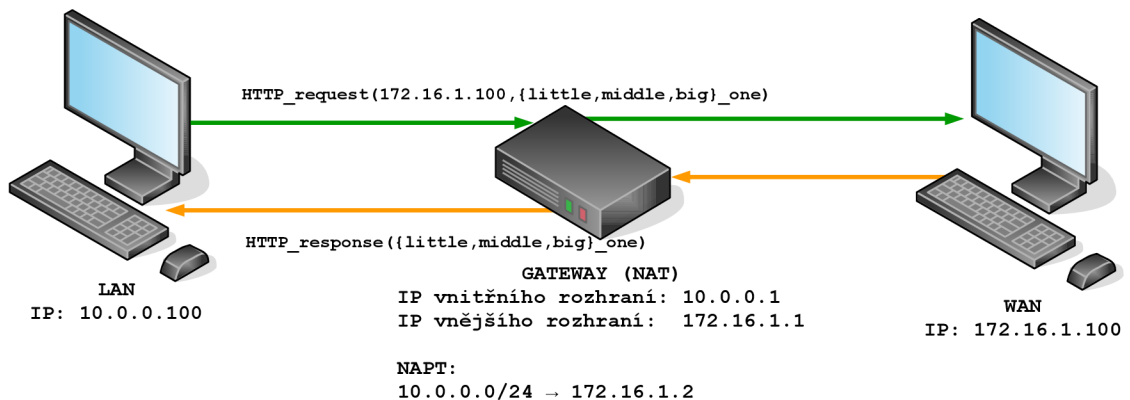 HTTP_request(172.16.1.100,{little,middle,big}_one)
HTTP_response({little,middle,big}_one)
LAN
IP: 10.0.0.100
GATEWAY (NAT)
IP vnitřního rozhraní: 10.0.0.1
IP vnějšího rozhraní: 172.16.1.1
NAPT:
10.0.0.0/24 → 172.16.1.2
WAN
IP: 172.16.1.100